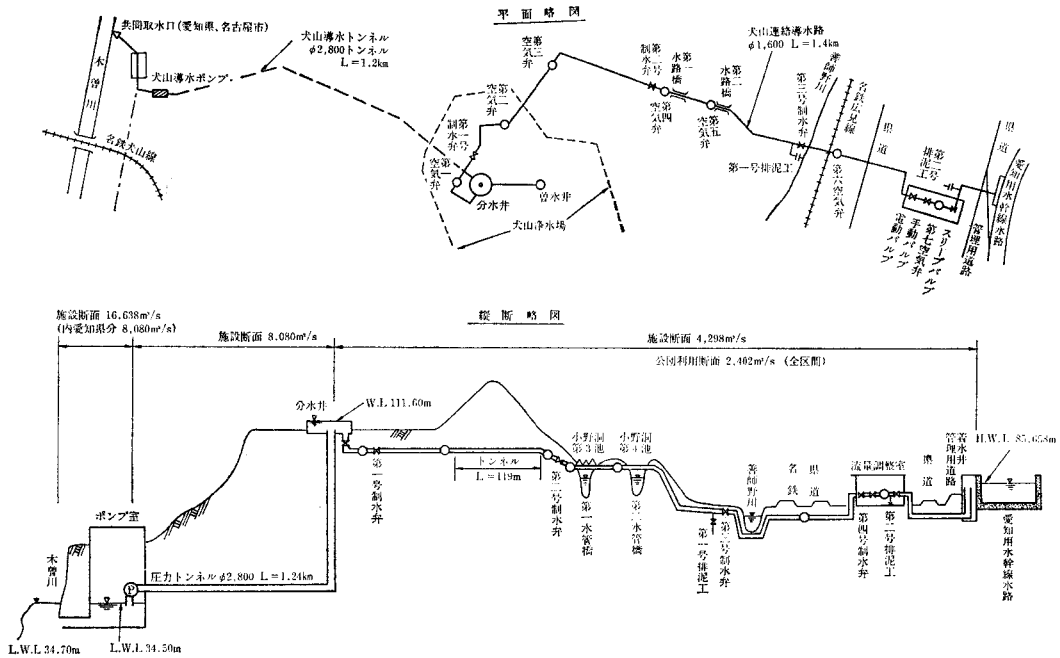 平面略図
共同取水口(愛知県、名古屋市)
木曽川
犬山導水ポンプ
犬山導水トンネル
φ2,800トンネル
L=1.2km
名鉄犬山線
第一空気弁
第一号制水弁
第二空気弁
第三空気弁
分水井
曽水井
犬山浄水場
第二号制水弁
第四空気弁
第一水路橋
第五空気弁
第二水路橋
犬山連絡導水路
φ1,600 L=1.4km
善師野川
第三号制水弁
第一号排泥工
名鉄広見線
第六空気弁
県道
第二号排泥工
電動バルブ
手動バルブ
第七空気弁
スリーブバルブ
管理用道路
県道
愛知用水幹線水路
縦断略図
施設断面 16,638m³/s
(内愛知県分 8,080m³/s)
施設断面 8,080m³/s
施設断面 4,298m³/s
公団利用断面 2,402m³/s (全区間)
分水井
W.L 111.60m
第一号制水弁
トンネル
L=119m
第二号制水弁
小野洞第3池
第一水管橋
小野洞第4池
第二水管橋
第一号排泥工
第三号制水弁
善師野川
名鉄
県道
流量調整室
第四号制水弁
第二号排泥工
県道
管理用道路
着水井
H.W.L 85.658m
愛知用水幹線水路
ポンプ室
木曽川
P
圧力トンネルφ2,800 L=1.24km
L.W.L 34.70m
L.W.L 34.50m